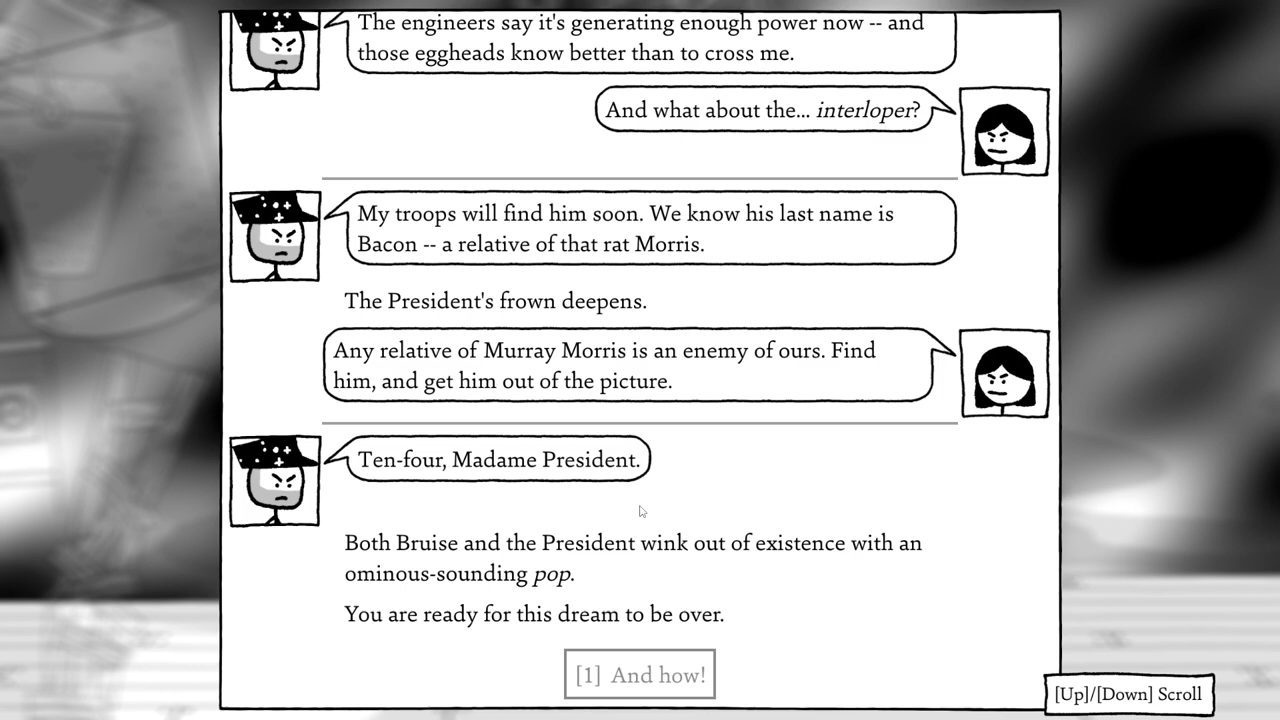 The engineers say it's generating enough power now -- and
those eggheads know better than to cross me.
And what about the... interloper?
My troops will find him soon. We know his last name is
Bacon -- a relative of that rat Morris.
The President's frown deepens.
Any relative of Murray Morris is an enemy of ours. Find
him, and get him out of the picture.
Ten-four, Madame President.
Both Bruise and the President wink out of existence with an
ominous-sounding pop.
You are ready for this dream to be over.
[1] And how!
[Up]/[Down] Scroll